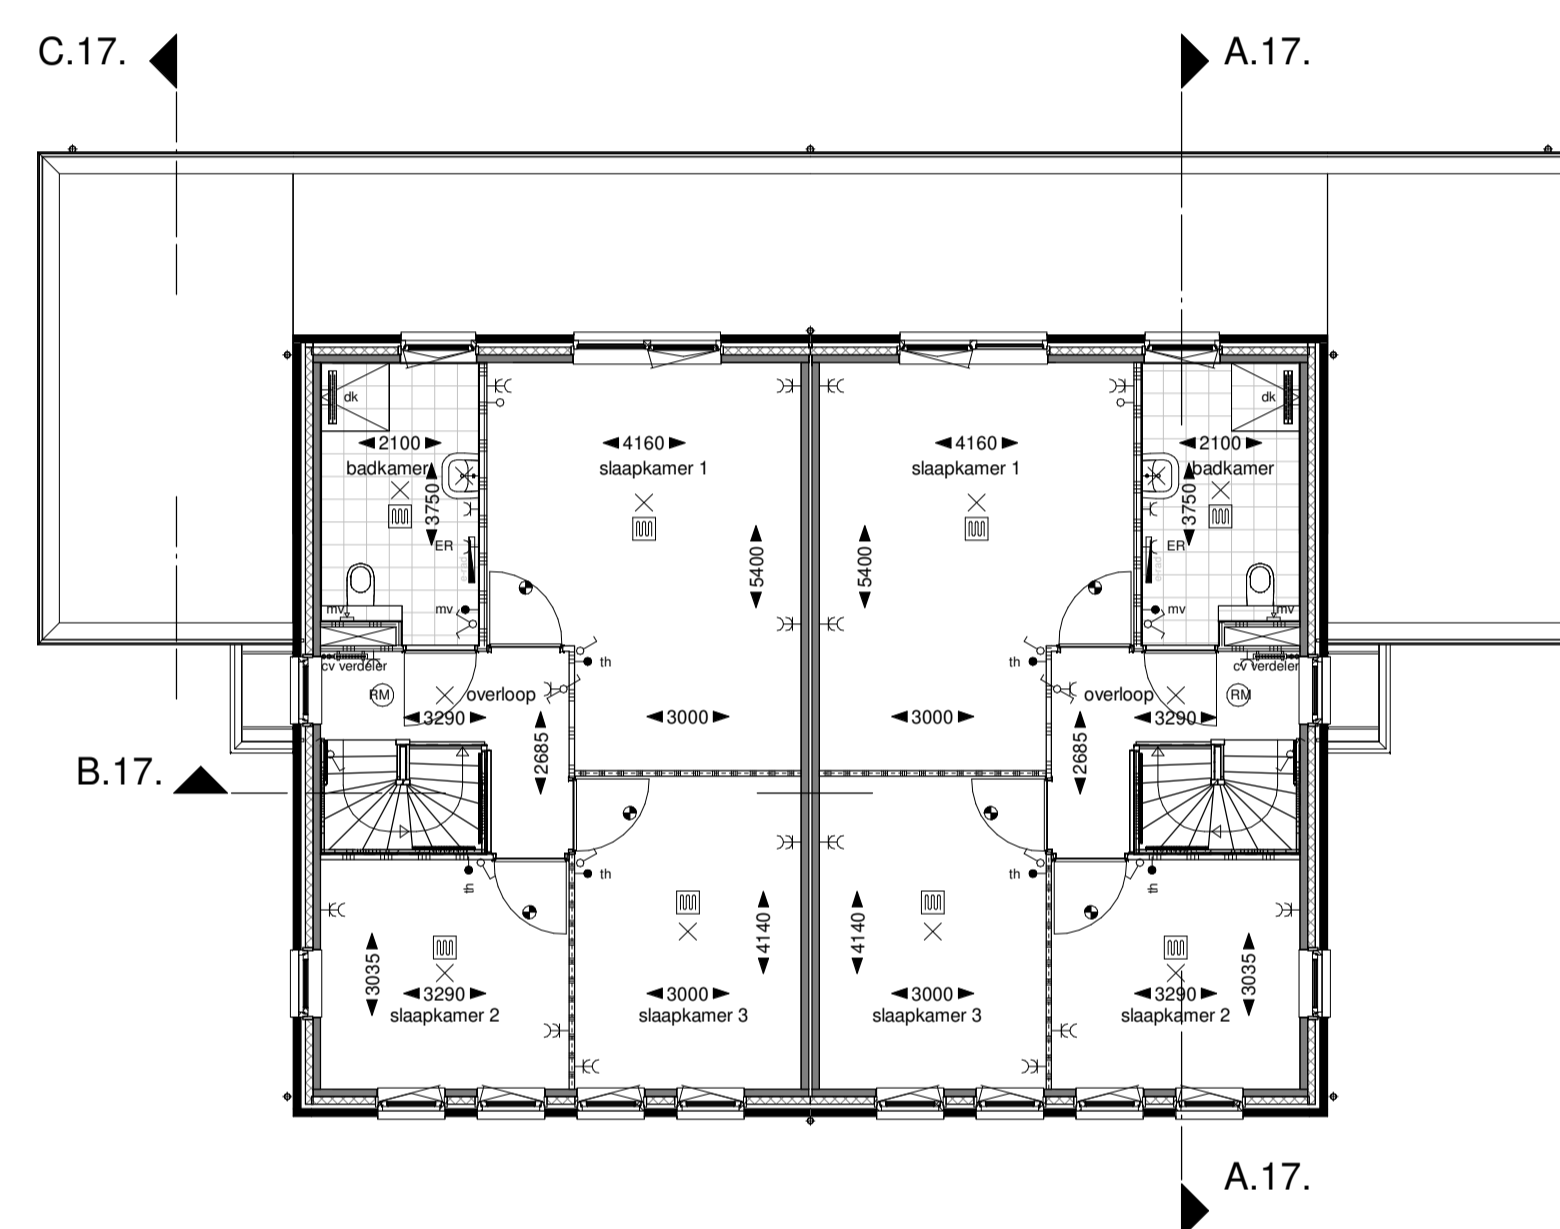 C.17.
A.17.
dk
dk
2100
4160
4160
2100
badkamer
slaapkamer 1
slaapkamer 1
badkamer
3750
3750
ER
ER
5400
5400
mv
mv
mv
mv
cv verdeler
th
th
cv verdeler
RM
overloop
overloop
RM
3290
3000
3000
3290
2685
2685
B.17.
th
th
th
th
4140
4140
3035
3035
3290
3000
3000
3290
slaapkamer 2
slaapkamer 3
slaapkamer 3
slaapkamer 2
A.17.